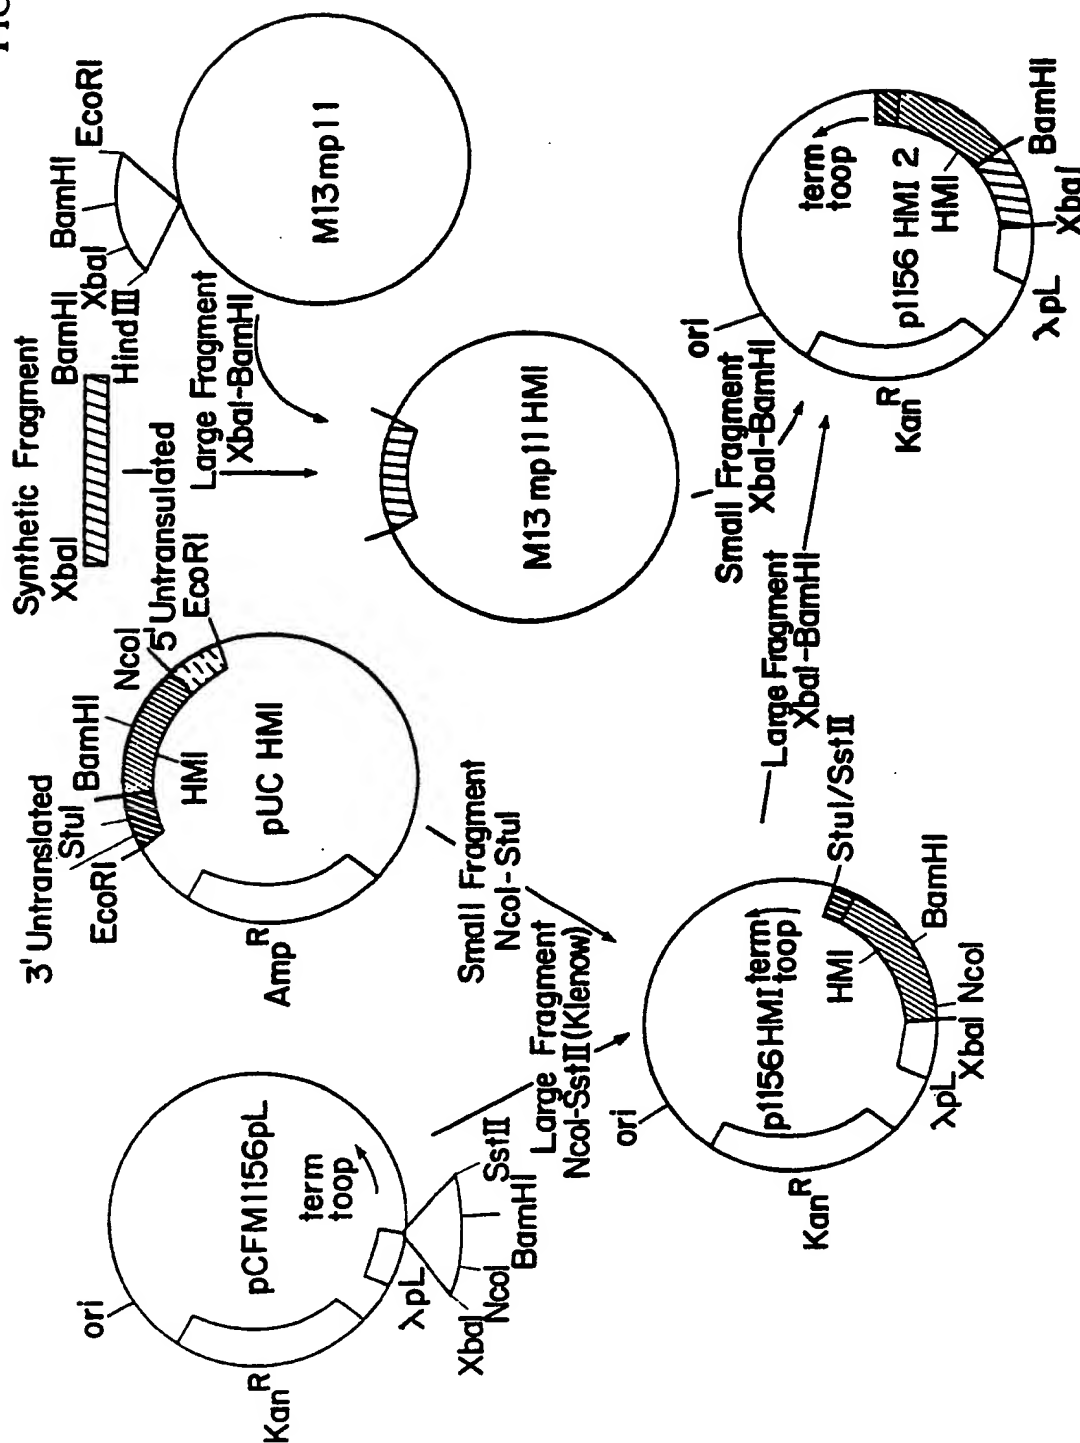 ori
Kan R
pCFM1156pL
term
toop
λpL
XbaI
NcoI
BamHI
SstII
3' Untranslated
StuI
EcoRI
BamHI
NcoI
5' Untransulated
EcoRI
HMI
pUC HMI
Amp R
Synthetic Fragment
XbaI
BamHI
HindIII
XbaI
BamHI
EcoRI
M13mp11
Large Fragment
XbaI-BamHI
M13 mp11 HMI
Large Fragment
NcoI-SstII (Klenow)
Small Fragment
NcoI-StuI
ori
Kan R
p1156HMI
term
toop
HMI
StuI/SstII
λpL
XbaI
NcoI
BamHI
Large Fragment
XbaI-BamHI
Small Fragment
XbaI-BamHI
ori
Kan R
p1156 HMI 2
term
toop
HMI
λpL
XbaI
BamHI